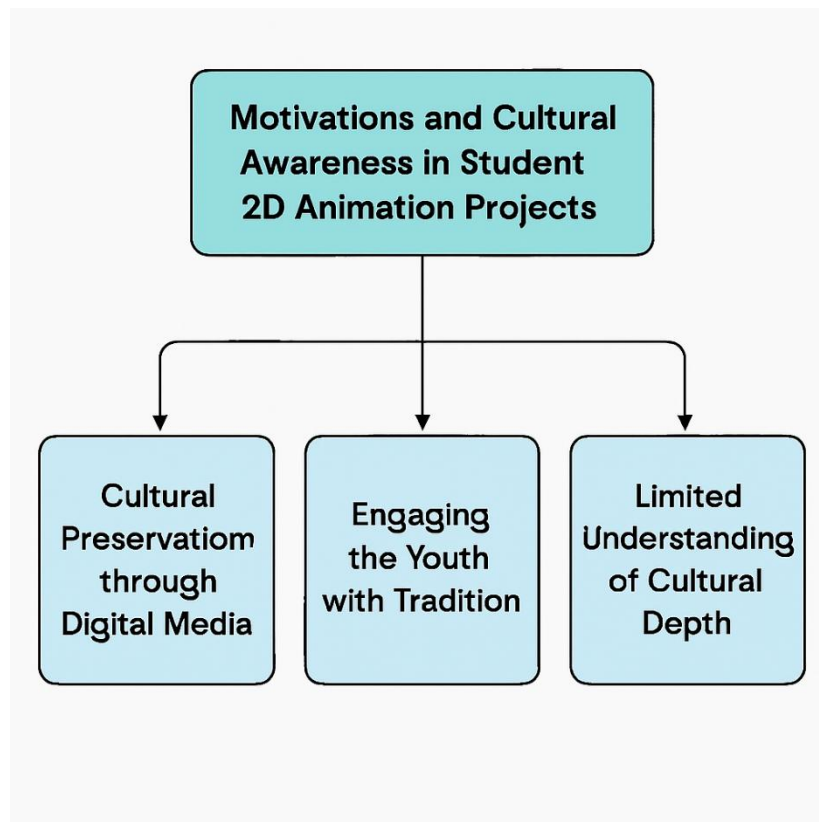 Motivations and Cultural
Awareness in Student
2D Animation Projects
Cultural
Preservatiom
through
Digital Media
Engaging
the Youth
with Tradition
Limited
Understanding
of Cultural
Depth